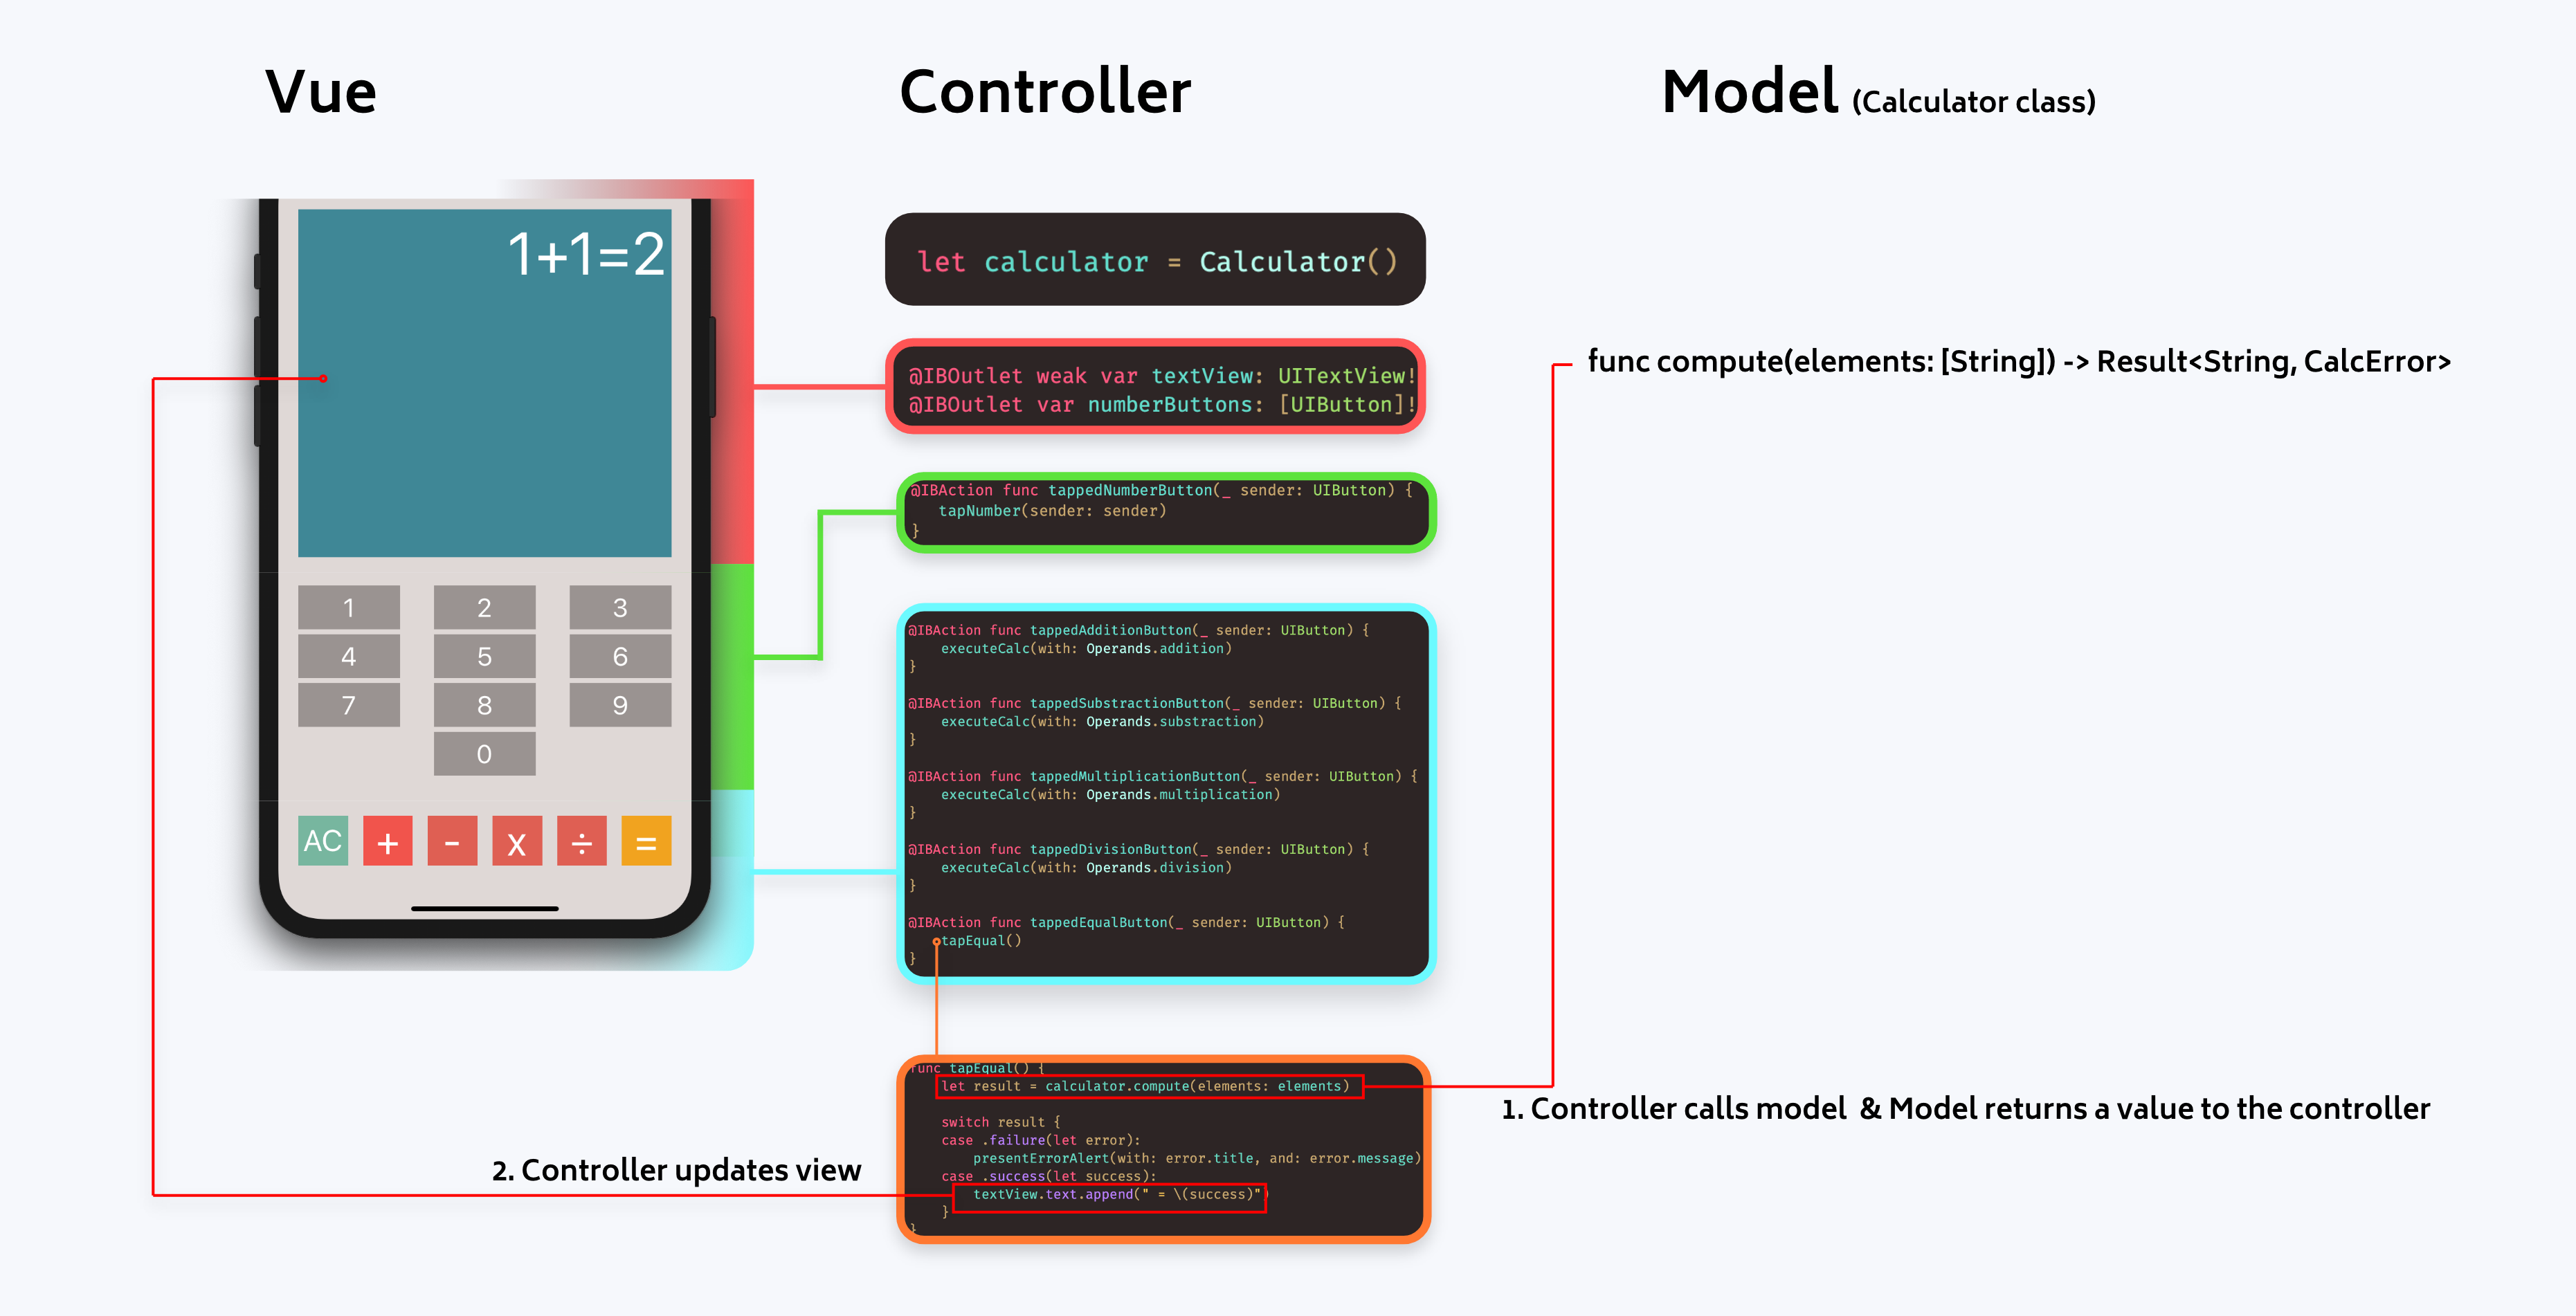 Vue
Controller
Model (Calculator class)
1+1=2
1 2 3
4 5 6
7 8 9
0
AC + - x ÷ =
let calculator = Calculator()
@IBOutlet weak var textView: UITextView!
@IBOutlet var numberButtons: [UIButton]!
@IBAction func tappedNumberButton(_ sender: UIButton) {
tapNumber(sender: sender)
}
@IBAction func tappedAdditionButton(_ sender: UIButton) {
executeCalc(with: Operands.addition)
}
@IBAction func tappedSubstractionButton(_ sender: UIButton) {
executeCalc(with: Operands.substraction)
}
@IBAction func tappedMultiplicationButton(_ sender: UIButton) {
executeCalc(with: Operands.multiplication)
}
@IBAction func tappedDivisionButton(_ sender: UIButton) {
executeCalc(with: Operands.division)
}
@IBAction func tappedEqualButton(_ sender: UIButton) {
tapEqual()
}
func tapEqual() {
let result = calculator.compute(elements: elements)
switch result {
case .failure(let error):
presentErrorAlert(with: error.title, and: error.message)
case .success(let success):
textView.text.append(" = \(success)")
}
}
func compute(elements: [String]) -> Result<String, CalcError>
1. Controller calls model & Model returns a value to the controller
2. Controller updates view